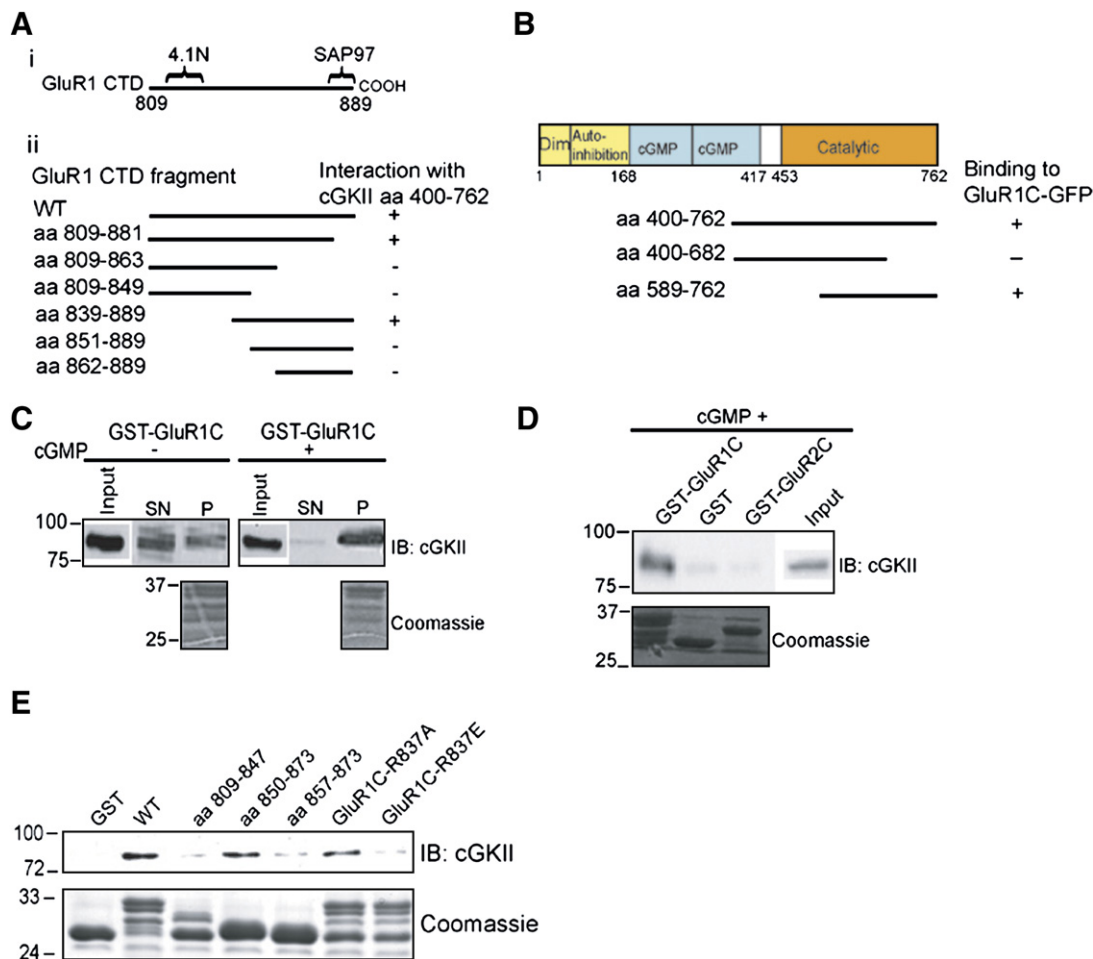 A
i
4.1N
SAP97
GluR1 CTD
COOH
809
889
ii
GluR1 CTD fragment
Interaction with
cGKII aa 400-762
WT
+
aa 809-881
+
aa 809-863
-
aa 809-849
-
aa 839-889
+
aa 851-889
-
aa 862-889
-
B
Dim
Auto-
inhibition
cGMP
cGMP
Catalytic
1
168
417
453
762
Binding to
GluR1C-GFP
aa 400-762
+
aa 400-682
–
aa 589-762
+
C
GST-GluR1C
GST-GluR1C
cGMP
-
+
Input
SN
P
Input
SN
P
100
75
IB: cGKII
37
25
Coomassie
D
cGMP +
GST-GluR1C
GST
GST-GluR2C
Input
100
75
IB: cGKII
37
25
Coomassie
E
GST
WT
aa 809-847
aa 850-873
aa 857-873
GluR1C-R837A
GluR1C-R837E
100
72
IB: cGKII
33
24
Coomassie